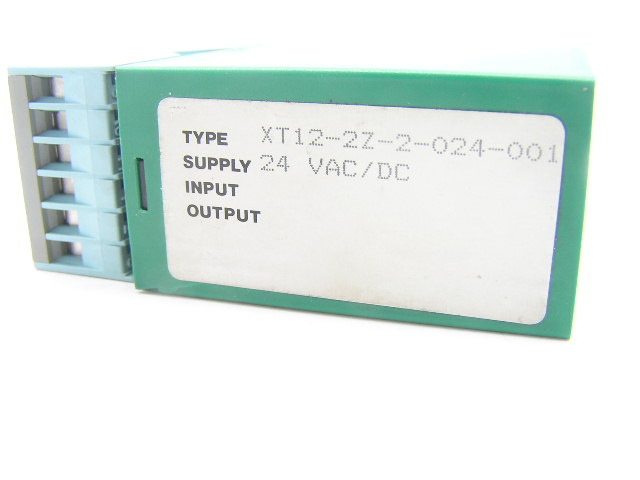 TYPE XT12-2Z-2-024-001
SUPPLY 24 VAC/DC
INPUT
OUTPUT